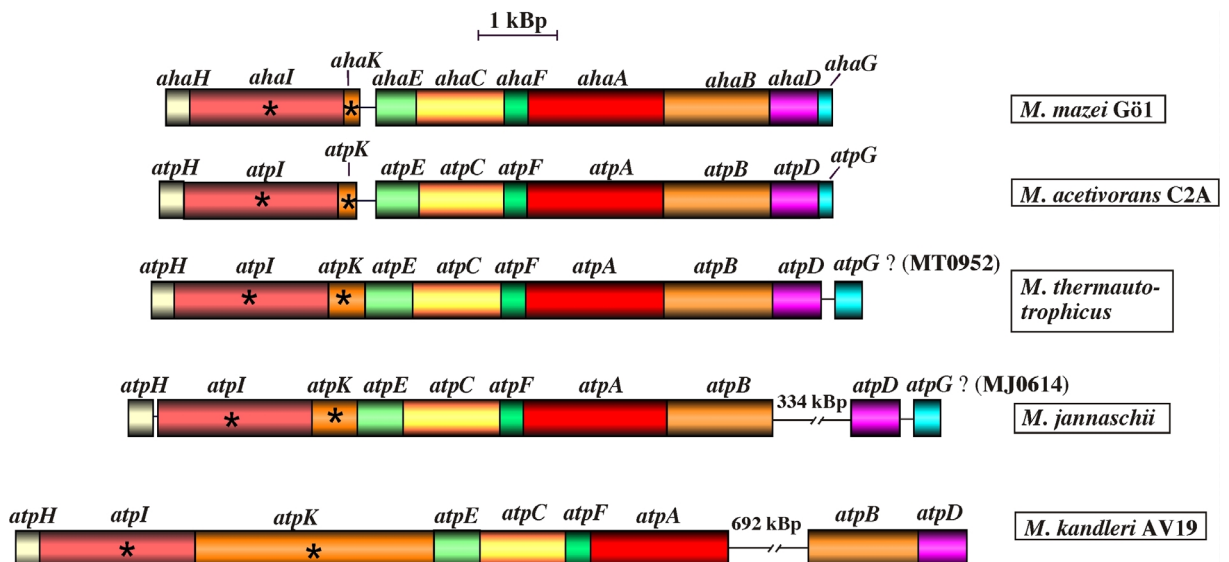 1 kBp
ahaH ahaI ahaK ahaE ahaC ahaF ahaA ahaB ahaD ahaG
* *
M. mazei Gö1
atpH atpI atpK atpE atpC atpF atpA atpB atpD atpG
* *
M. acetivorans C2A
atpH atpI atpK atpE atpC atpF atpA atpB atpD atpG ? (MT0952)
* *
M. thermauto-
trophicus
atpH atpI atpK atpE atpC atpF atpA atpB 334 kBp atpD atpG ? (MJ0614)
* *
M. jannaschii
atpH atpI atpK atpE atpC atpF atpA 692 kBp atpB atpD
* *
M. kandleri AV19